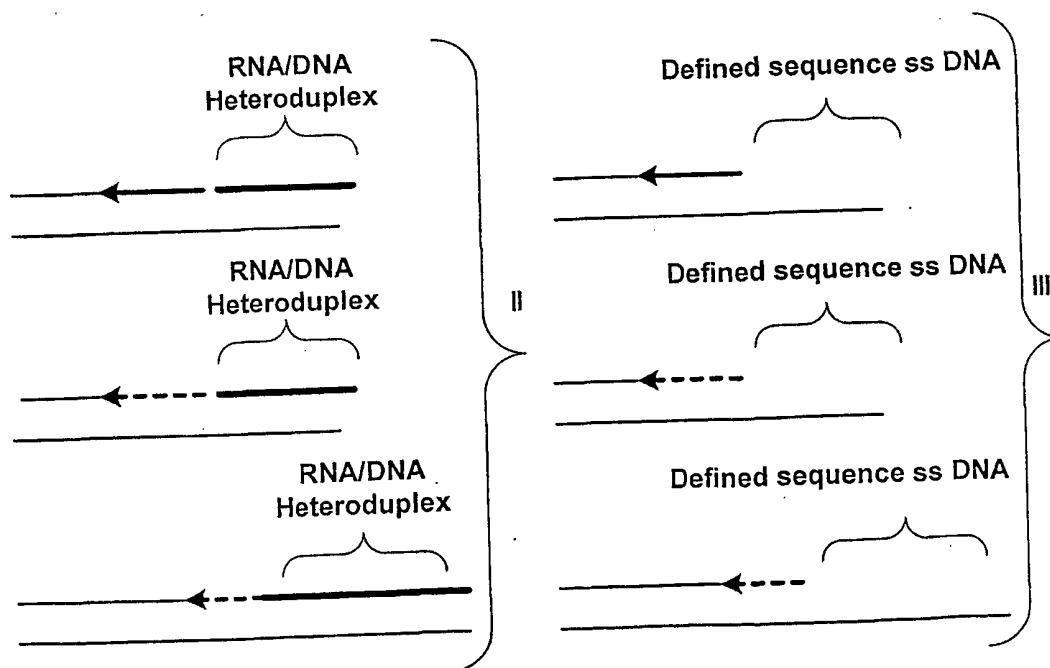 RNA/DNA
Heteroduplex
RNA/DNA
Heteroduplex
RNA/DNA
Heteroduplex
II
Defined sequence ss DNA
Defined sequence ss DNA
Defined sequence ss DNA
III